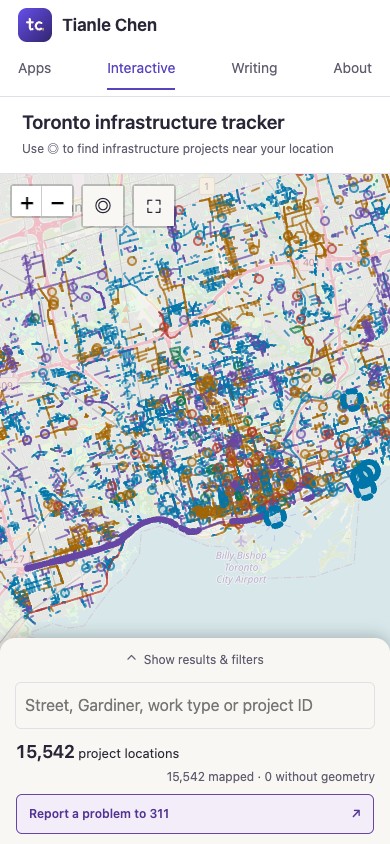 tc
Tianle Chen
Apps
Interactive
Writing
About
Toronto infrastructure tracker
Use ◎ to find infrastructure projects near your location
+
−
1
Billy Bishop
Toronto
City Airport
Show results & filters
Street, Gardiner, work type or project ID
15,542 project locations
15,542 mapped · 0 without geometry
Report a problem to 311 ↗